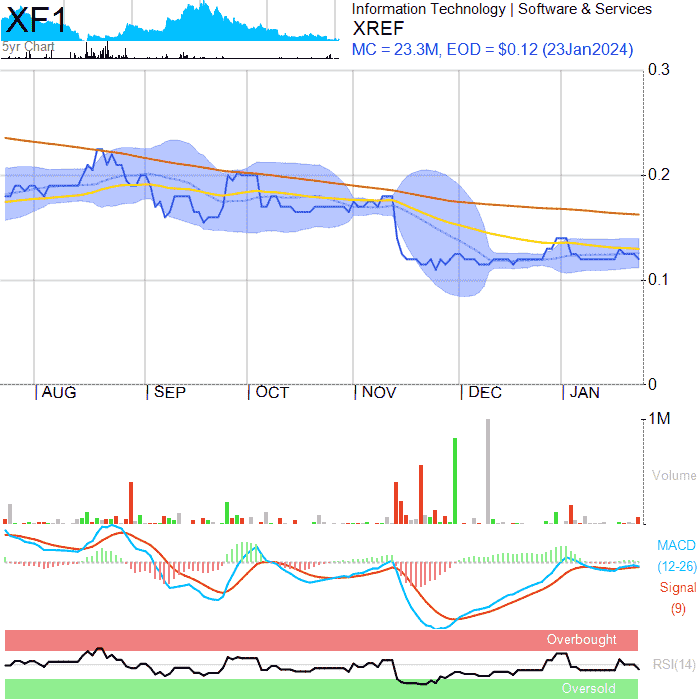 XF1
5yr Chart
Information Technology | Software & Services
XREF
MC = 23.3M, EOD = $0.12 (23Jan2024)
0.3
0.2
0.1
0
| AUG | SEP | OCT | NOV | DEC | JAN
1M
Volume
MACD
(12-26)
Signal
(9)
Overbought
RSI(14)
Oversold